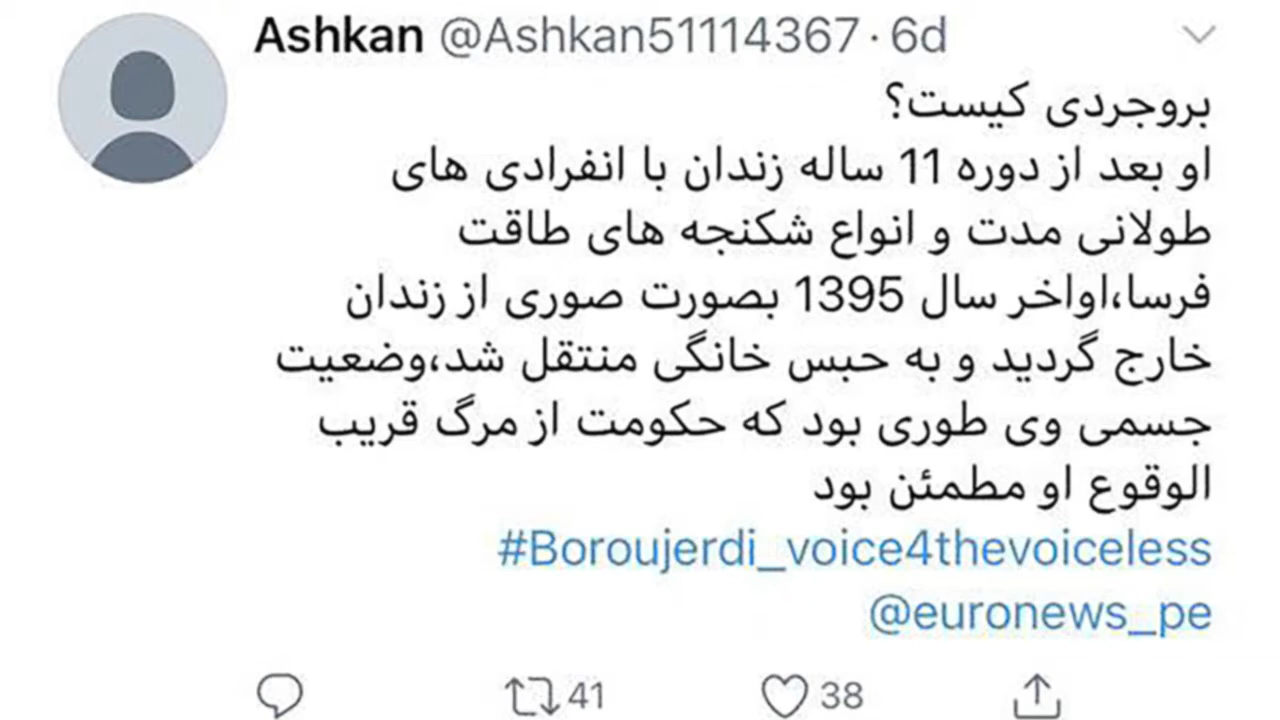 Ashkan @Ashkan51114367 · 6d
بروجردی کیست؟
او بعد از دوره 11 ساله زندان با انفرادی های
طولانی مدت و انواع شکنجه های طاقت
فرسا،اواخر سال 1395 بصورت صوری از زندان
خارج گردید و به حبس خانگی منتقل شد،وضعیت
جسمی وی طوری بود که حکومت از مرگ قریب
الوقوع او مطمئن بود
#Boroujerdi_voice4thevoiceless
@euronews_pe
41 38